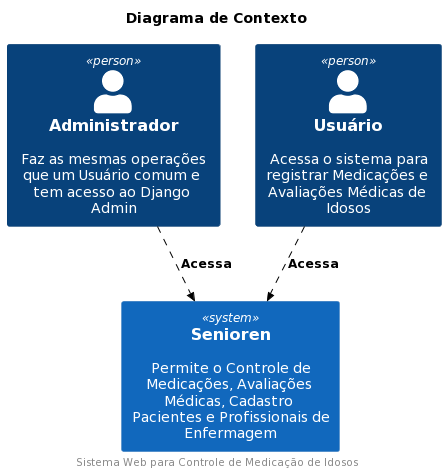 Diagrama de Contexto
«person»
Administrador
Faz as mesmas operações
que um Usuário comum e
tem acesso ao Django
Admin
«person»
Usuário
Acessa o sistema para
registrar Medicações e
Avaliações Médicas de
Idosos
Acessa
Acessa
«system»
Senioren
Permite o Controle de
Medicações, Avaliações
Médicas, Cadastro
Pacientes e Profissionais de
Enfermagem
Sistema Web para Controle de Medicação de Idosos